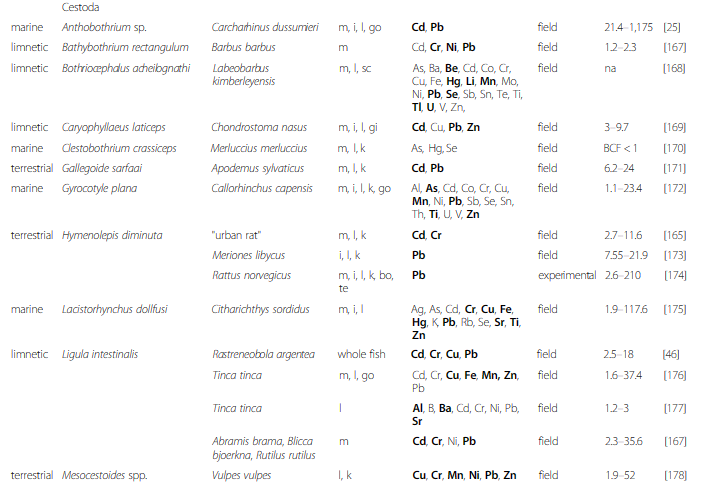 Cestoda
marine Anthobothrium sp. Carcharhinus dussumieri m, i, l, go Cd, Pb field 21.4–1,175 [25]
limnetic Bathybothrium rectangulum Barbus barbus m Cd, Cr, Ni, Pb field 1.2–2.3 [167]
limnetic Bothriocephalus acheilognathi Labeobarbus m, l, sc As, Ba, Be, Cd, Co, Cr, field na [168]
kimberleyensis Cu, Fe, Hg, Li, Mn, Mo,
Ni, Pb, Se, Sb, Sn, Te, Ti,
Tl, U, V, Zn,
limnetic Caryophyllaeus laticeps Chondrostoma nasus m, i, l, gi Cd, Cu, Pb, Zn field 3–9.7 [169]
marine Clestobothrium crassiceps Merluccius merluccius m, l, k As, Hg, Se field BCF < 1 [170]
terrestrial Gallegoide sarfaai Apodemus sylvaticus m, l, k Cd, Pb field 6.2–24 [171]
marine Gyrocotyle plana Callorhinchus capensis m, i, l, k, go Al, As, Cd, Co, Cr, Cu, field 1.1–23.4 [172]
Mn, Ni, Pb, Sb, Se, Sn,
Th, Ti, U, V, Zn
terrestrial Hymenolepis diminuta "urban rat" m, l, k Cd, Cr field 2.7–11.6 [165]
Meriones libycus i, l, k Pb field 7.55–21.9 [173]
Rattus norvegicus m, i, l, k, bo, Pb experimental 2.6–210 [174]
te
marine Lacistorhynchus dollfusi Citharichthys sordidus m, i, l Ag, As, Cd, Cr, Cu, Fe, field 1.9–117.6 [175]
Hg, K, Pb, Rb, Se, Sr, Ti,
Zn
limnetic Ligula intestinalis Rastreneobola argentea whole fish Cd, Cr, Cu, Pb field 2.5–18 [46]
Tinca tinca m, l, go Cd, Cr, Cu, Fe, Mn, Zn, field 1.6–37.4 [176]
Pb
Tinca tinca l Al, B, Ba, Cd, Cr, Ni, Pb, field 1.2–3 [177]
Sr
Abramis brama, Blicca m Cd, Cr, Ni, Pb field 2.3–35.6 [167]
bjoerkna, Rutilus rutilus
terrestrial Mesocestoides spp. Vulpes vulpes l, k Cu, Cr, Mn, Ni, Pb, Zn field 1.9–52 [178]